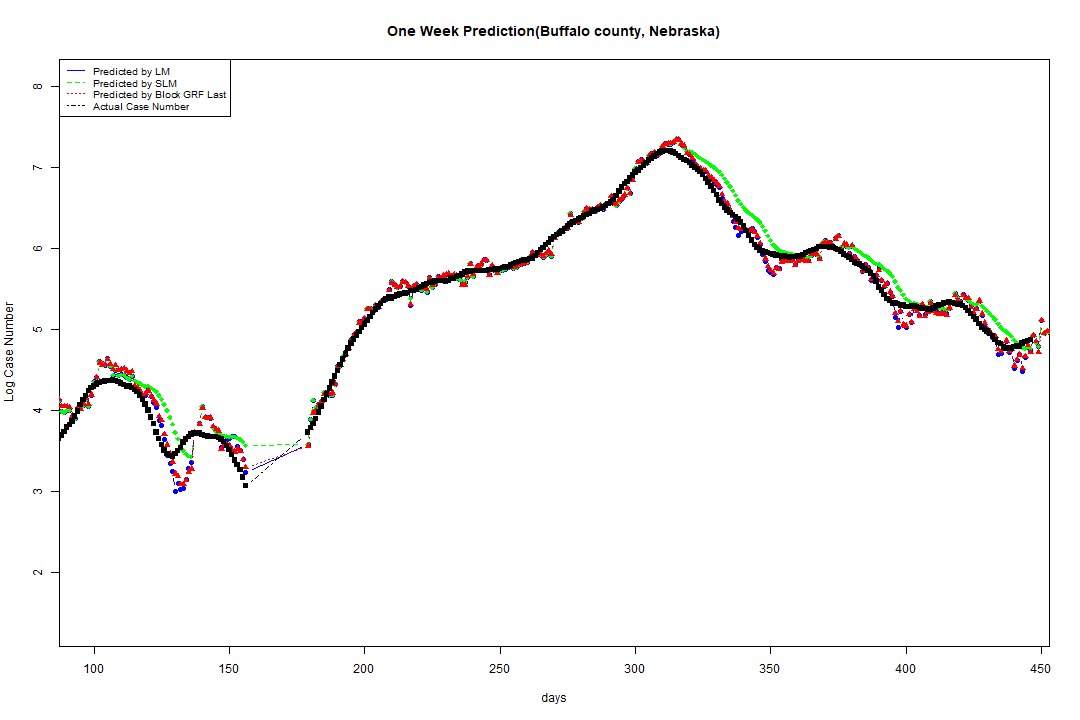 One Week Prediction(Buffalo county, Nebraska)
Predicted by LM
Predicted by SLM
Predicted by Block GRF Last
Actual Case Number
8
7
6
5
4
3
2
Log Case Number
100 150 200 250 300 350 400 450
days